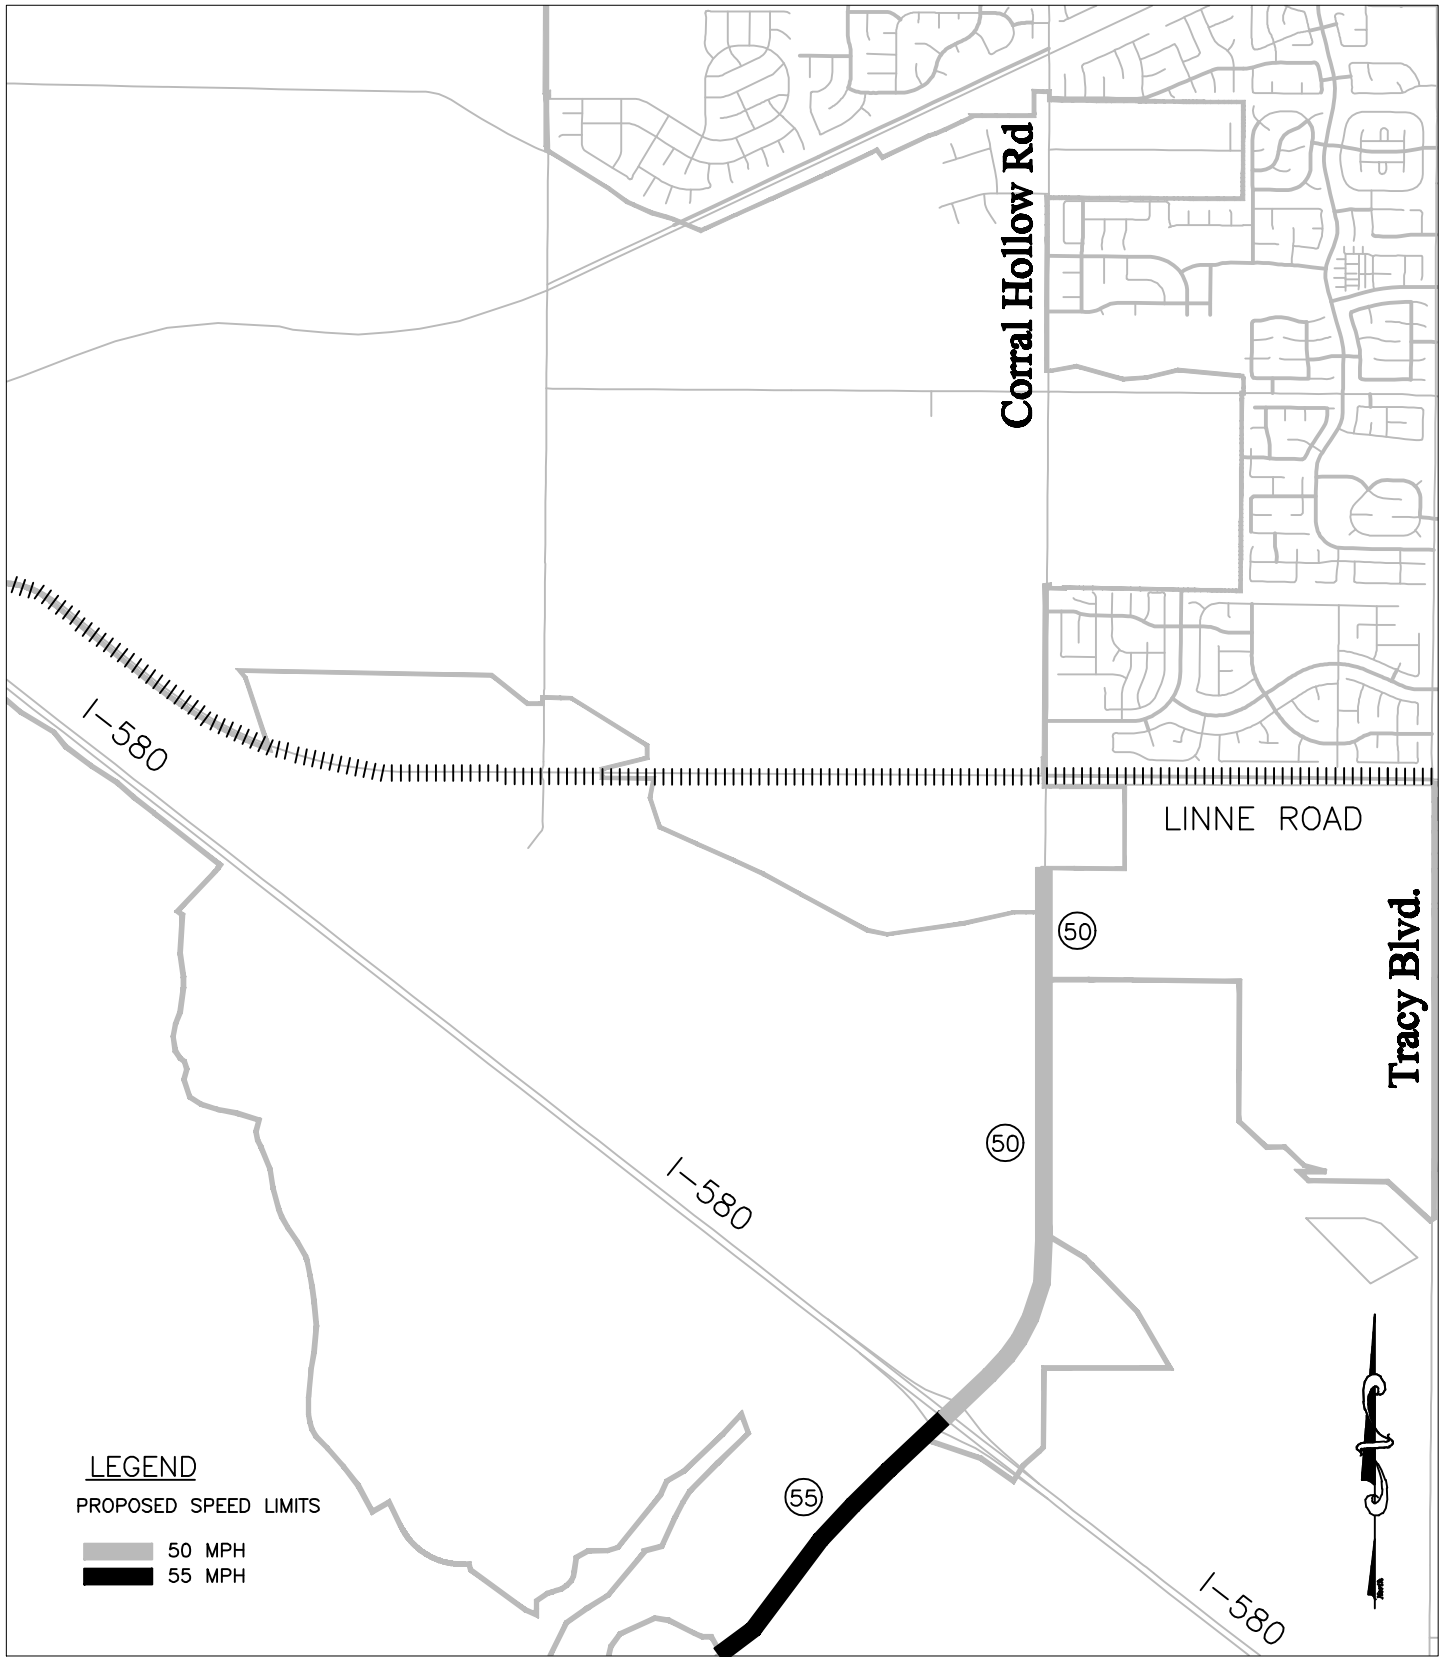 Corral Hollow Rd
I-580
LINNE ROAD
Tracy Blvd.
50
50
I-580
LEGEND
PROPOSED SPEED LIMITS
50 MPH
55 MPH
55
I-580
North